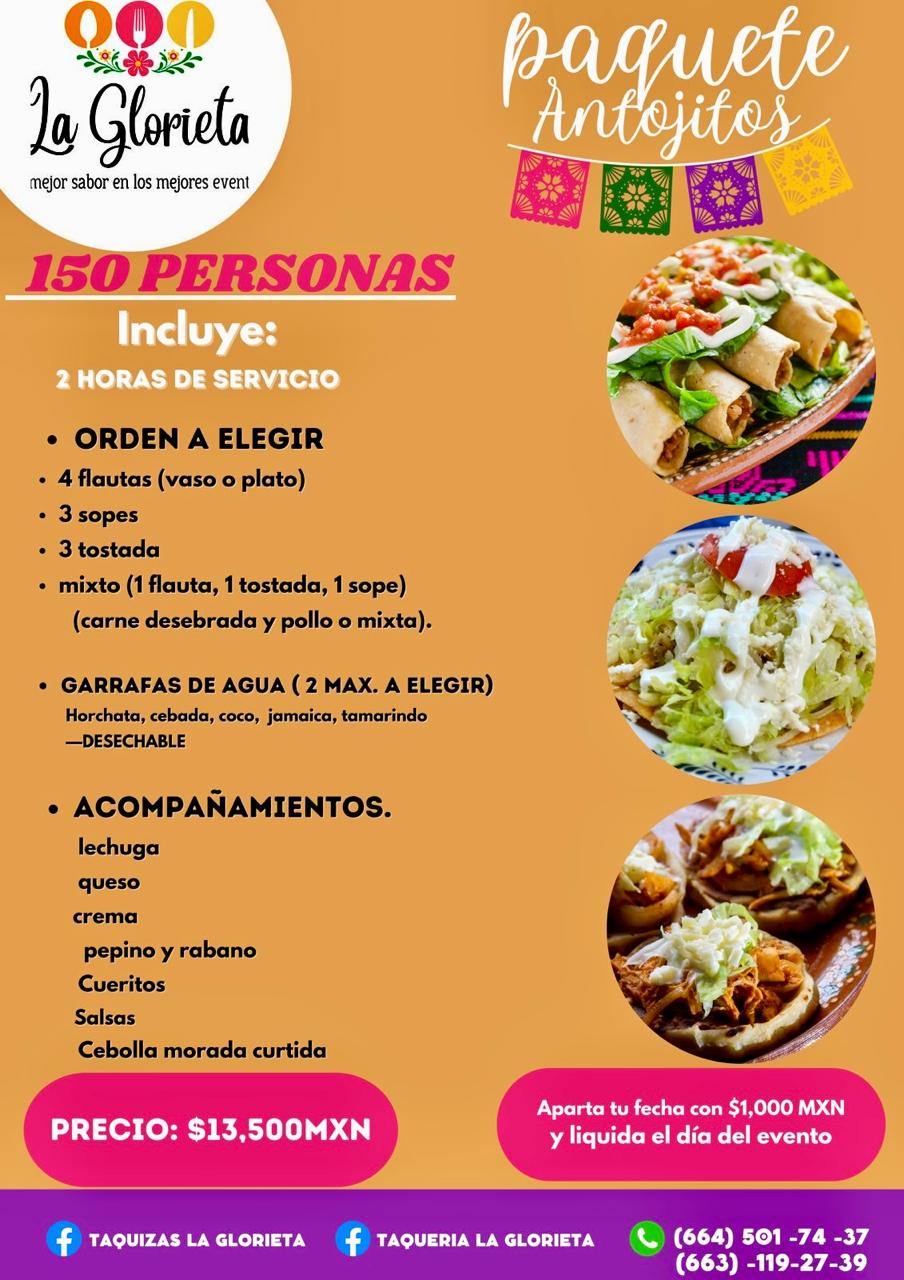 La Glorieta
mejor sabor en los mejores event
paquete
Antojitos
150 PERSONAS
Incluye:
2 HORAS DE SERVICIO
• ORDEN A ELEGIR
• 4 flautas (vaso o plato)
• 3 sopes
• 3 tostada
• mixto (1 flauta, 1 tostada, 1 sope)
(carne desebrada y pollo o mixta).
• GARRAFAS DE AGUA ( 2 MAX. A ELEGIR)
Horchata, cebada, coco, jamaica, tamarindo
—DESECHABLE
• ACOMPAÑAMIENTOS.
lechuga
queso
crema
pepino y rabano
Cueritos
Salsas
Cebolla morada curtida
PRECIO: $13,500MXN
Aparta tu fecha con $1,000 MXN
y liquida el día del evento
TAQUIZAS LA GLORIETA
TAQUERIA LA GLORIETA
(664) 501 -74 -37
(663) -119-27-39